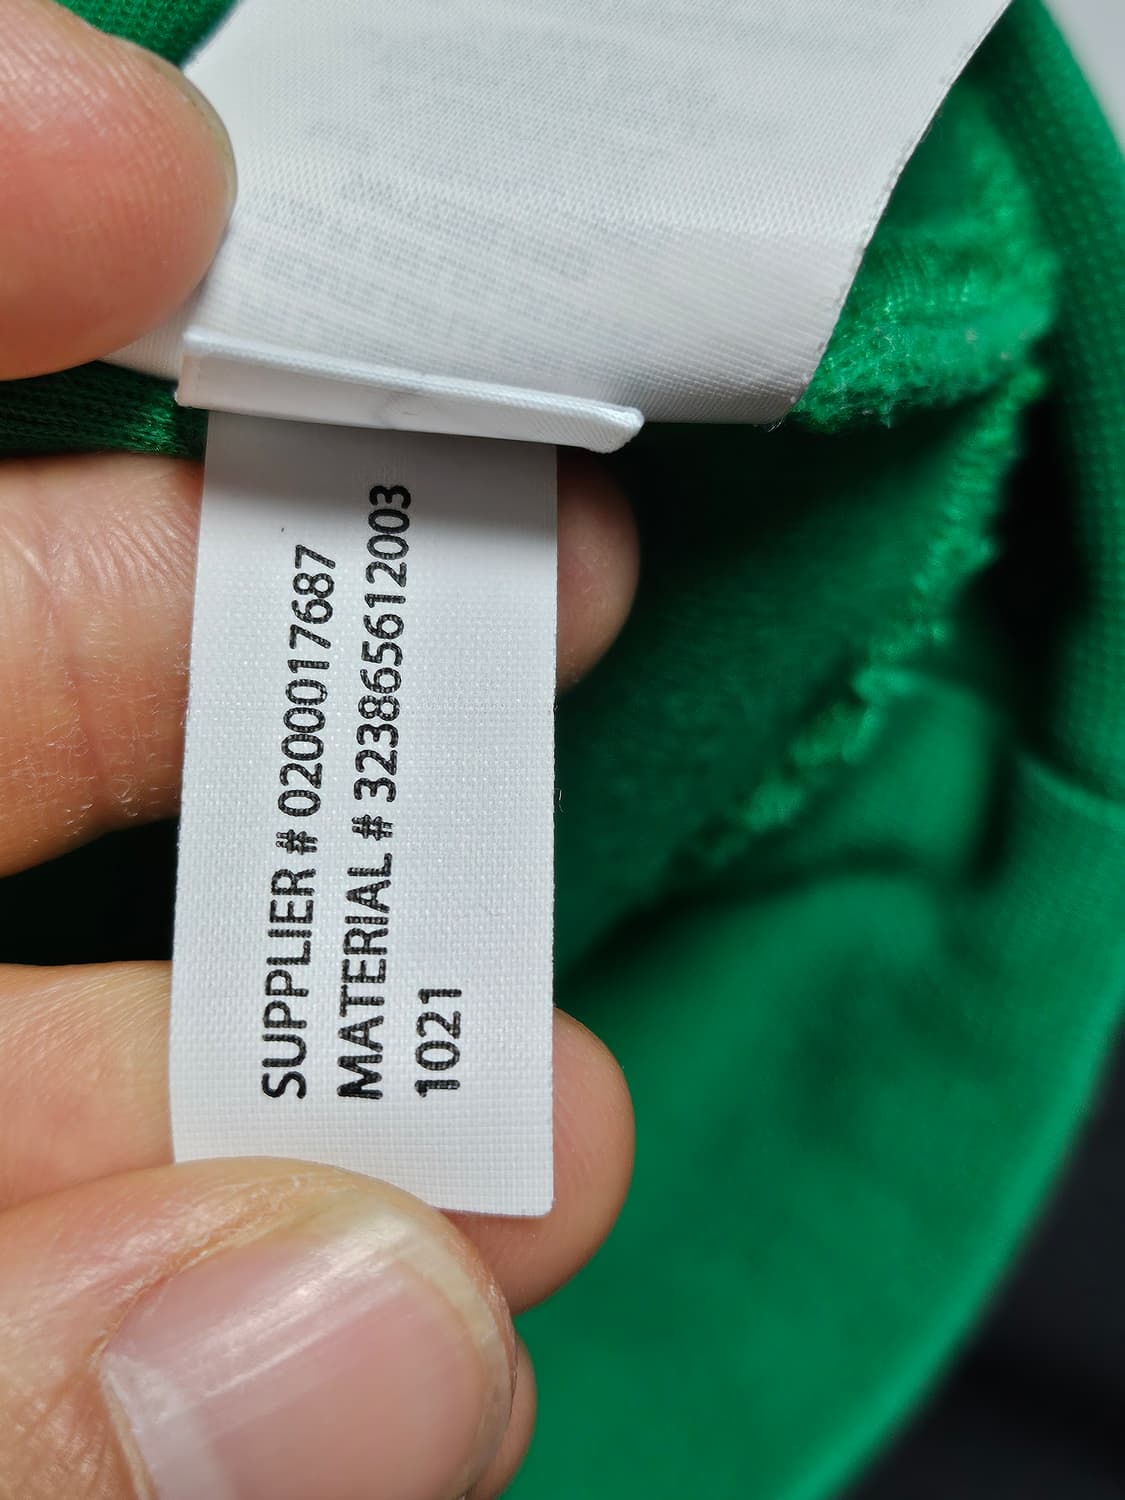 SUPPLIER # 0200017687
MATERIAL # 323865612003
1021